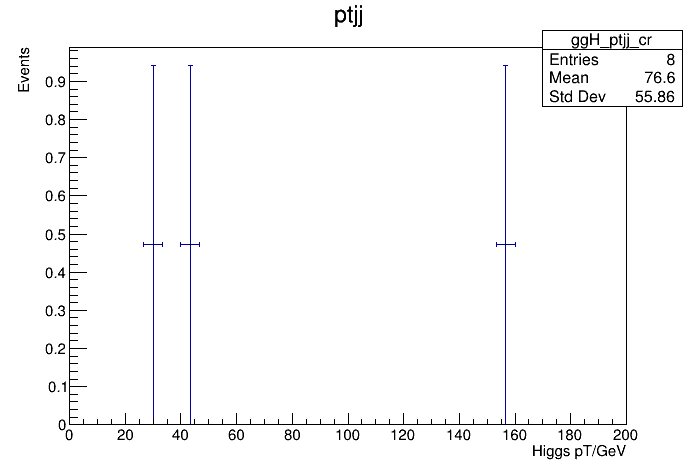 ptjj
ggH_ptjj_cr
Entries 8
Mean 76.6
Std Dev 55.86
Events
0.9
0.8
0.7
0.6
0.5
0.4
0.3
0.2
0.1
0
0 20 40 60 80 100 120 140 160 180 200
Higgs pT/GeV